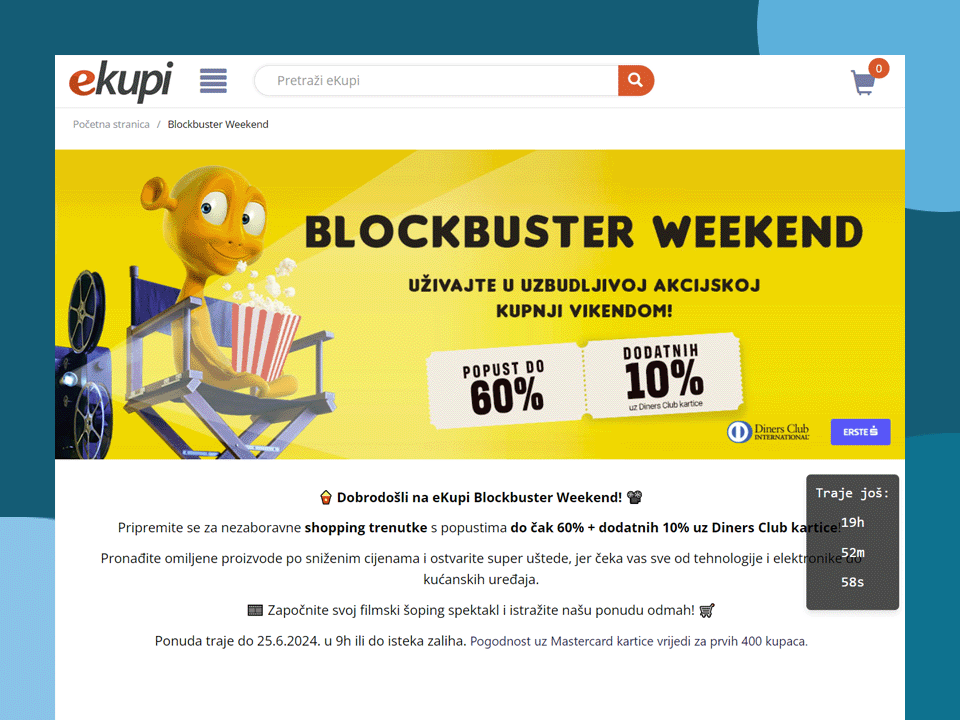 ekupi
Pretraži eKupi
0
Početna stranica / Blockbuster Weekend
BLOCKBUSTER WEEKEND
UŽIVAJTE U UZBUDLJIVOJ AKCIJSKOJ
KUPNJI VIKENDOM!
POPUST DO
60%
DODATNIH
10%
uz Diners Club kartice
Diners Club
INTERNATIONAL
ERSTE
Dobrodošli na eKupi Blockbuster Weekend!
Pripremite se za nezaboravne shopping trenutke s popustima do čak 60% + dodatnih 10% uz Diners Club kartice!
Pronađite omiljene proizvode po sniženim cijenama i ostvarite super uštede, jer čeka vas sve od tehnologije i elektronike do
kućanskih uređaja.
Započnite svoj filmski šoping spektakl i istražite našu ponudu odmah!
Ponuda traje do 25.6.2024. u 9h ili do isteka zaliha. Pogodnost uz Mastercard kartice vrijedi za prvih 400 kupaca.
Traje još:
19h
52m
58s